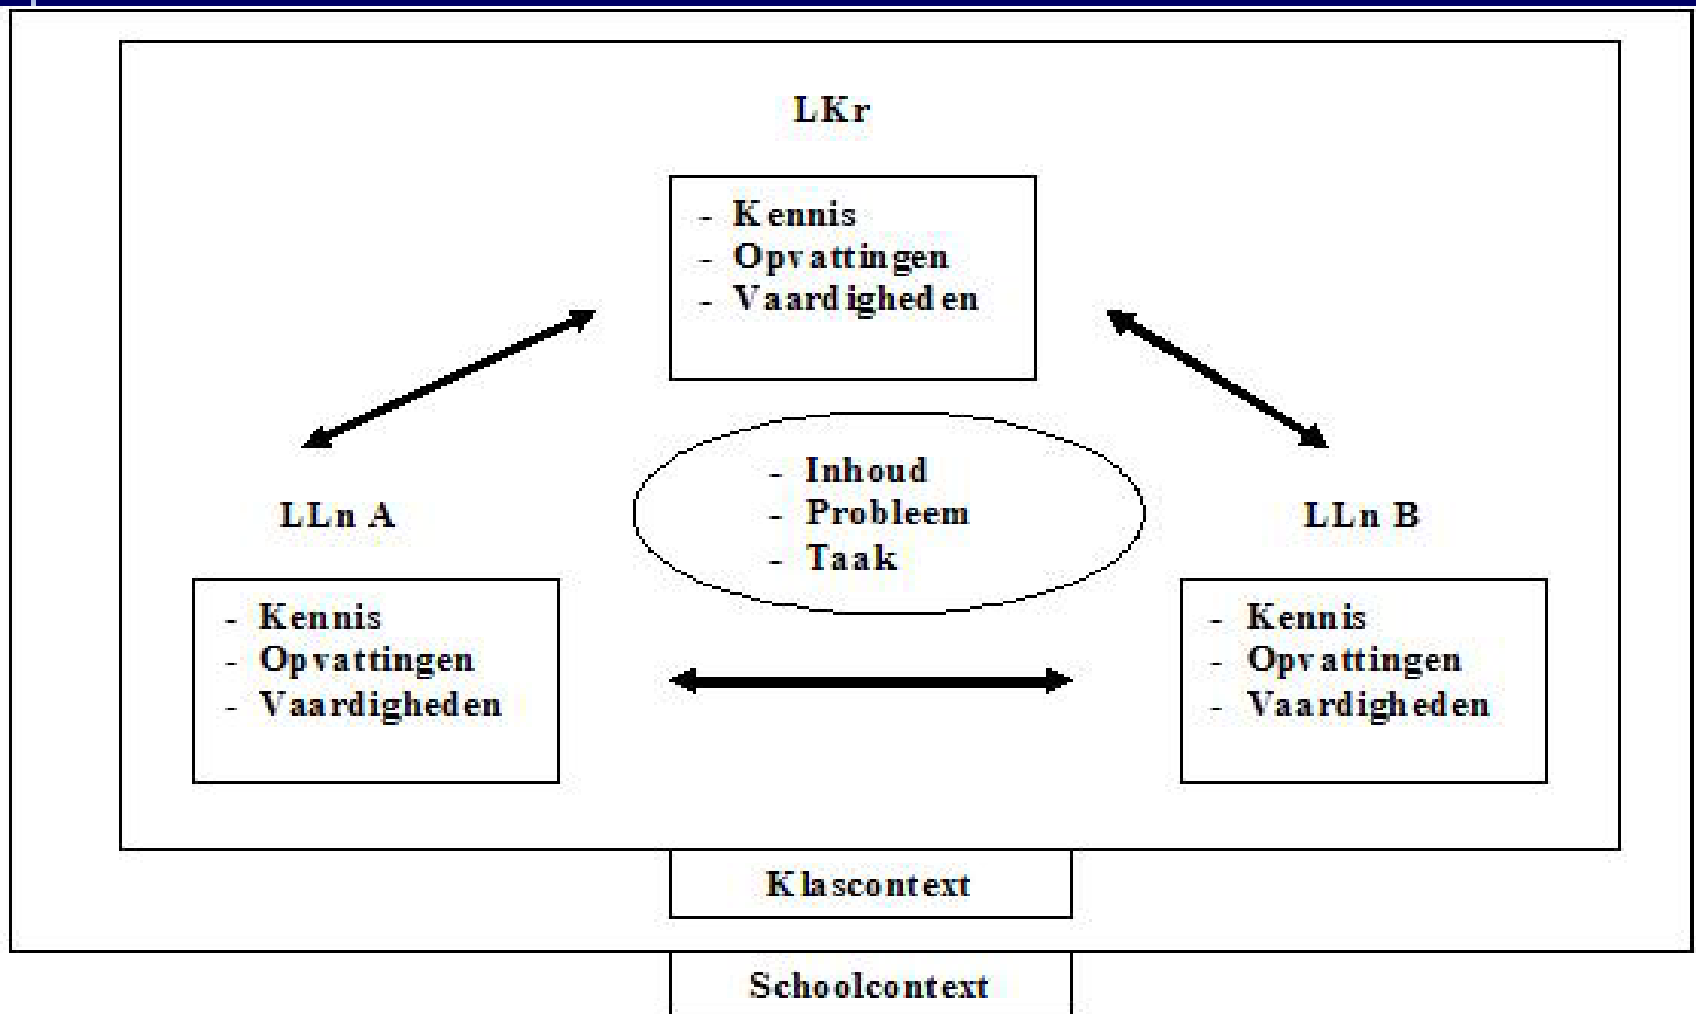 LKr
- Kennis
- Opvattingen
- Vaardigheden
- Inhoud
- Probleem
- Taak
LLn A
- Kennis
- Opvattingen
- Vaardigheden
LLn B
- Kennis
- Opvattingen
- Vaardigheden
Klascontext
Schoolcontext